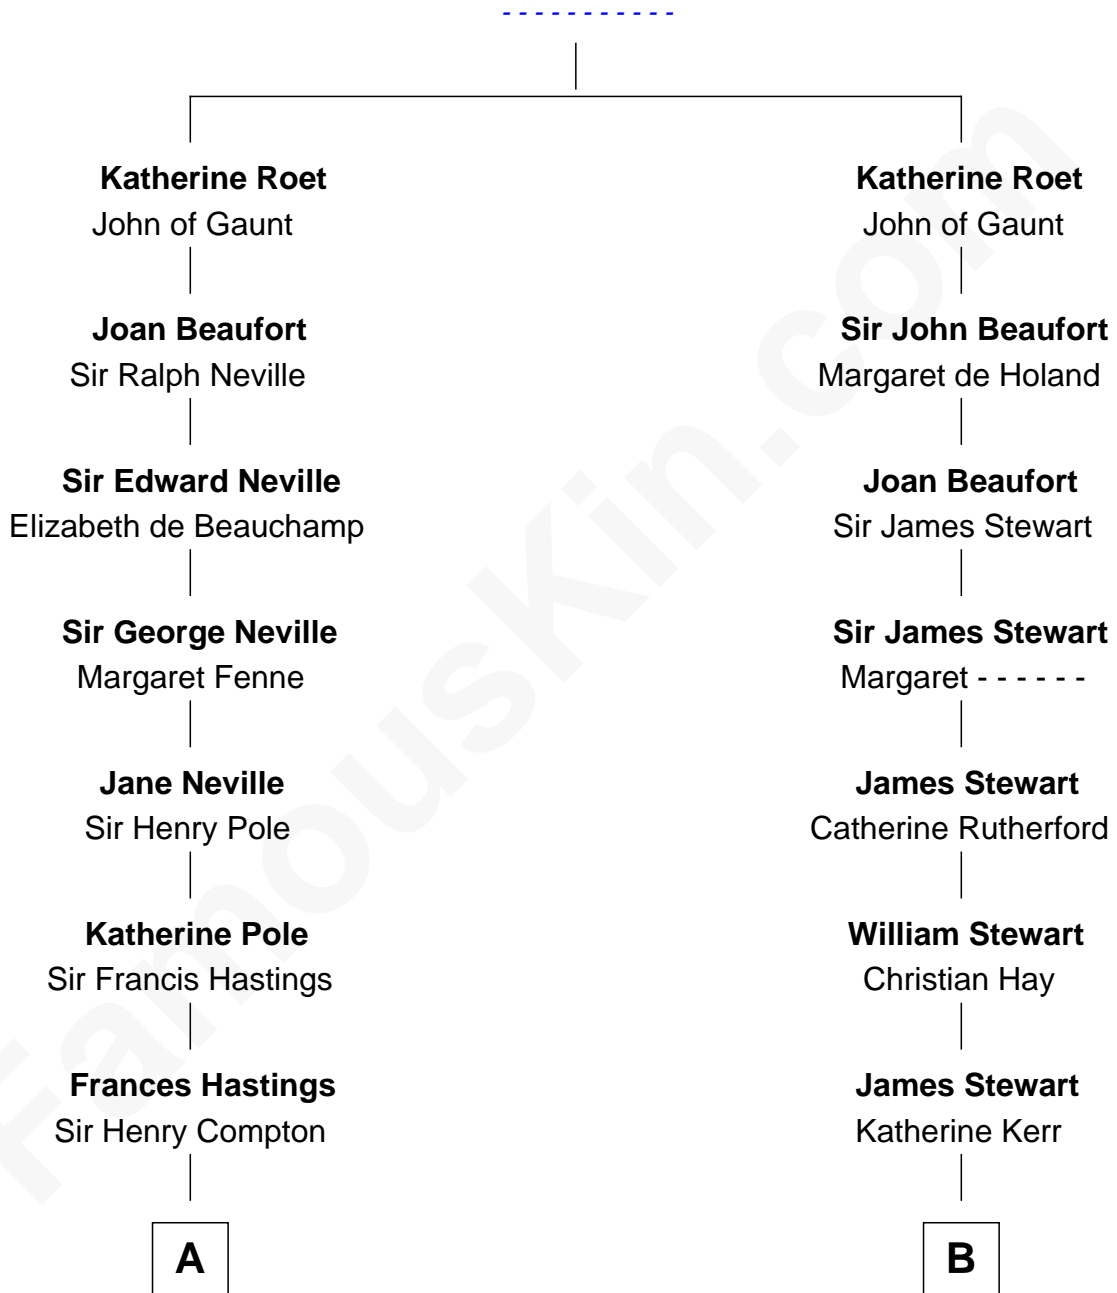 - - - - - - - - - - -
Katherine Roet
John of Gaunt
Joan Beaufort
Sir Ralph Neville
Sir Edward Neville
Elizabeth de Beauchamp
Sir George Neville
Margaret Fenne
Jane Neville
Sir Henry Pole
Katherine Pole
Sir Francis Hastings
Frances Hastings
Sir Henry Compton
A
Katherine Roet
John of Gaunt
Sir John Beaufort
Margaret de Holand
Joan Beaufort
Sir James Stewart
Sir James Stewart
Margaret - - - - - -
James Stewart
Catherine Rutherford
William Stewart
Christian Hay
James Stewart
Katherine Kerr
B
FamousKin.com